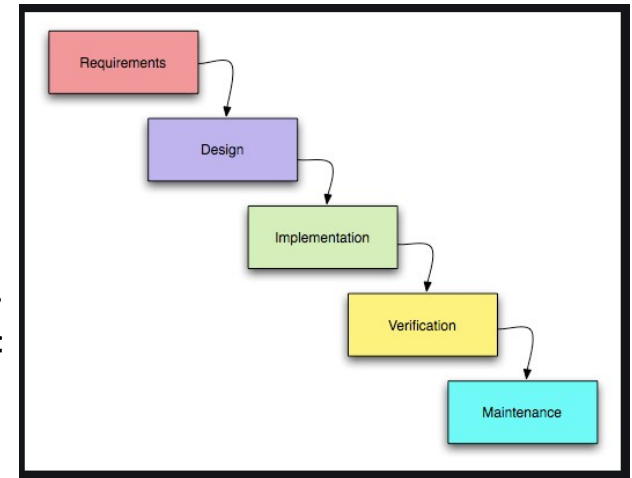 Requirements
Design
Implementation
Verification
Maintenance